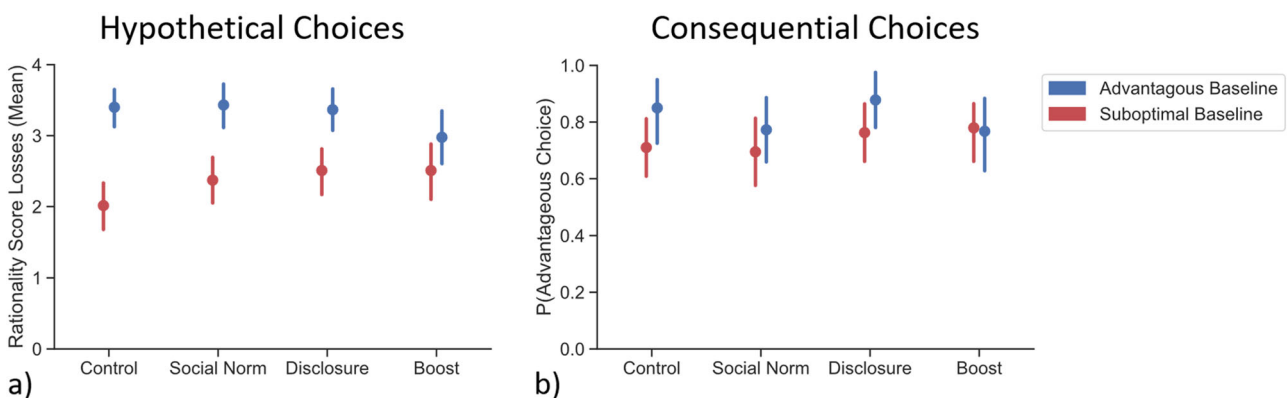 Hypothetical Choices
Rationality Score Losses (Mean)
4
3
2
1
0
Control Social Norm Disclosure Boost
a)
Consequential Choices
P(Advantageous Choice)
1.0
0.8
0.6
0.4
0.2
0.0
Control Social Norm Disclosure Boost
b)
Advantagous Baseline
Suboptimal Baseline